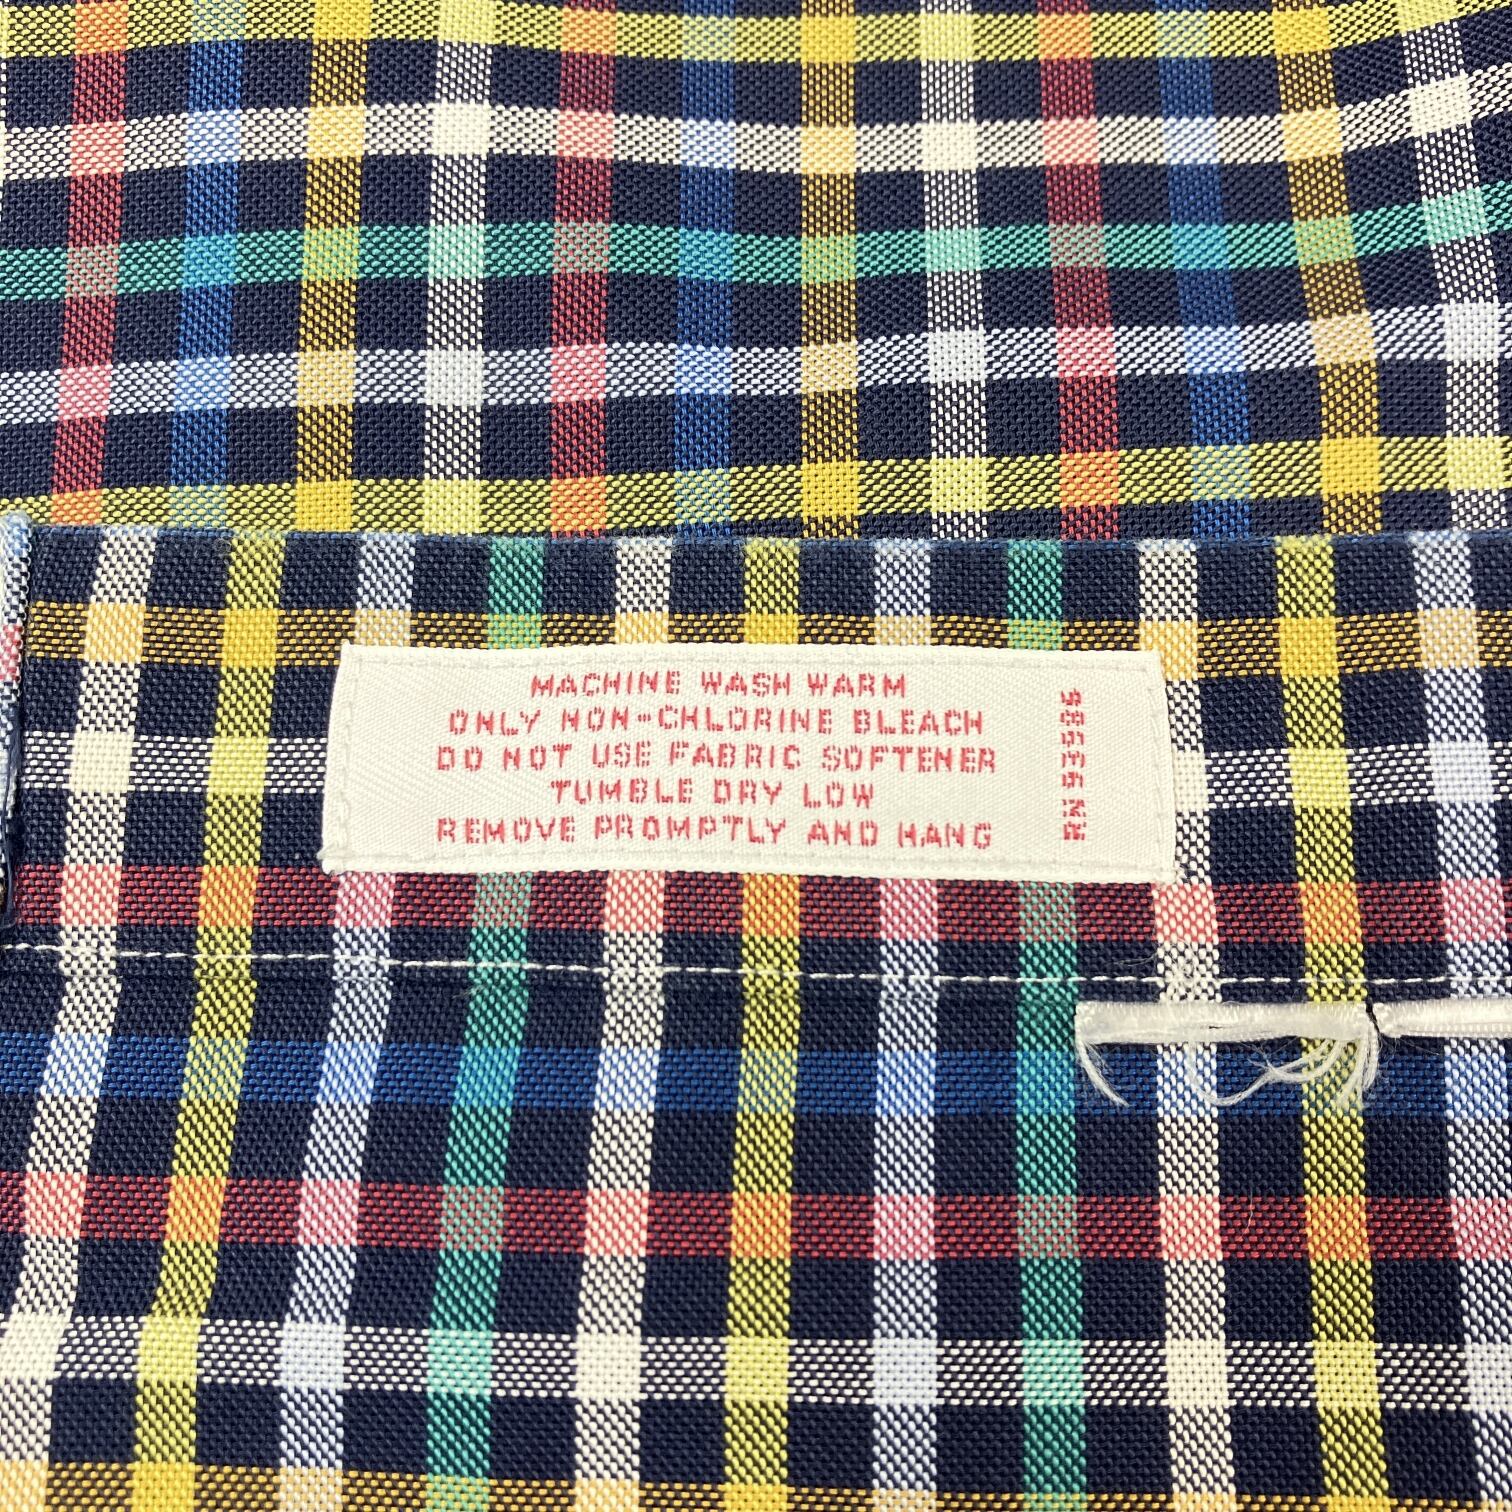 MACHINE WASH WARM
ONLY NON-CHLORINE BLEACH
DO NOT USE FABRIC SOFTENER
TUMBLE DRY LOW
REMOVE PROMPTLY AND HANG
RN 93585